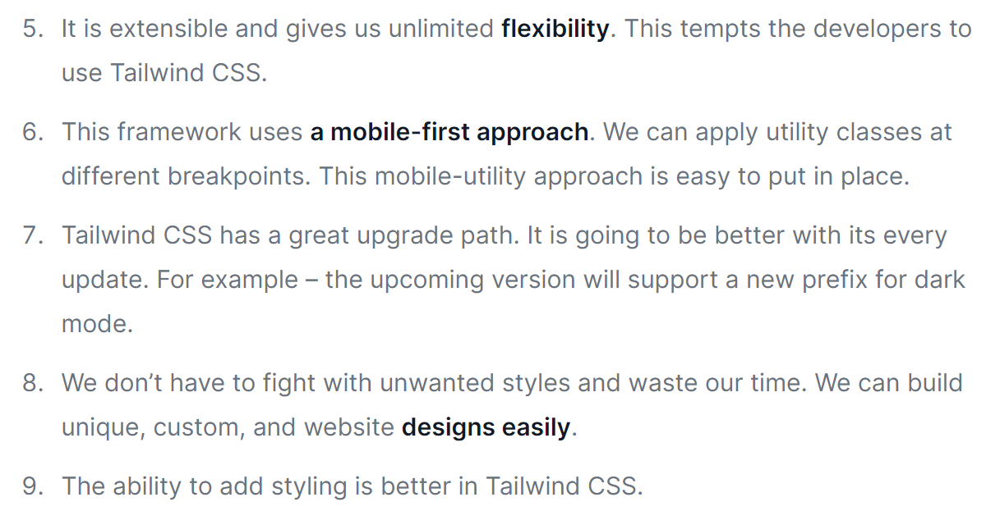 5. It is extensible and gives us unlimited flexibility. This tempts the developers to
use Tailwind CSS.
6. This framework uses a mobile-first approach. We can apply utility classes at
different breakpoints. This mobile-utility approach is easy to put in place.
7. Tailwind CSS has a great upgrade path. It is going to be better with its every
update. For example – the upcoming version will support a new prefix for dark
mode.
8. We don’t have to fight with unwanted styles and waste our time. We can build
unique, custom, and website designs easily.
9. The ability to add styling is better in Tailwind CSS.